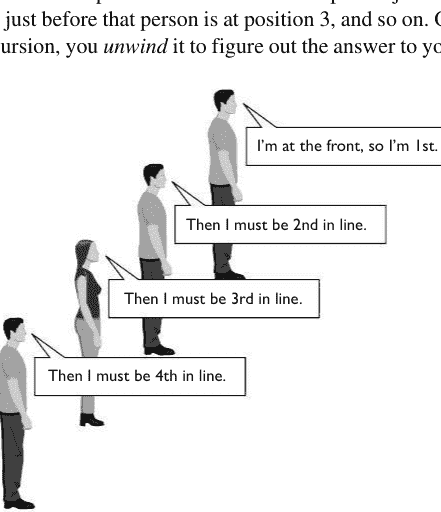 just before that person is at position 3, and so on.
ursion, you unwind it to figure out the answer to yo
I'm at the front, so I'm 1st.
Then I must be 2nd in line.
Then I must be 3rd in line.
Then I must be 4th in line.